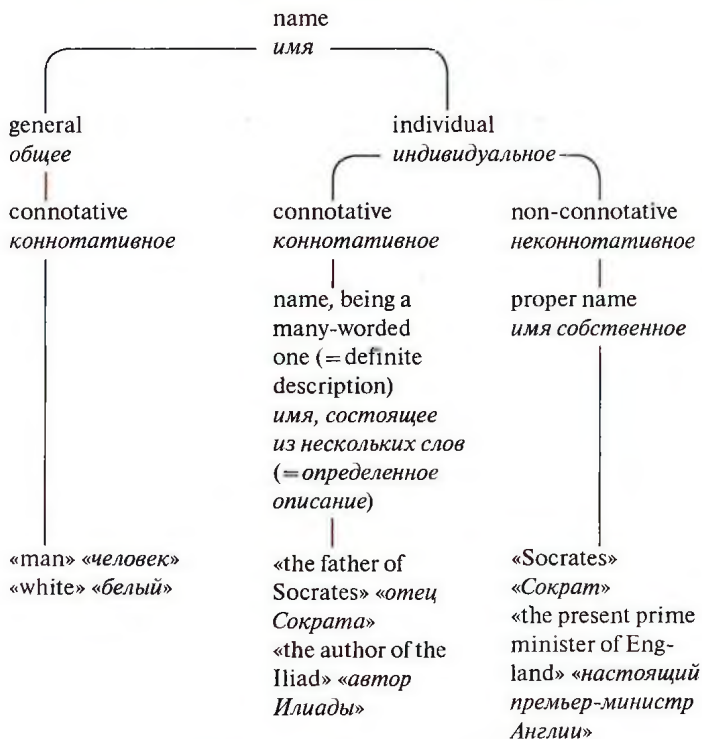 name
имя
general
общее
individual
индивидуальное
connotative
коннотативное
connotative
коннотативное
non-connotative
неконнотативное
name, being a
many-worded
one (= definite
description)
имя, состоящее
из нескольких слов
(= определенное
описание)
proper name
имя собственное
«man» «человек»
«white» «белый»
«the father of
Socrates» «отец
Сократа»
«the author of the
Iliad» «автор
Илиады»
«Socrates»
«Сократ»
«the present prime
minister of Eng-
land» «настоящий
премьер-министр
Англии»